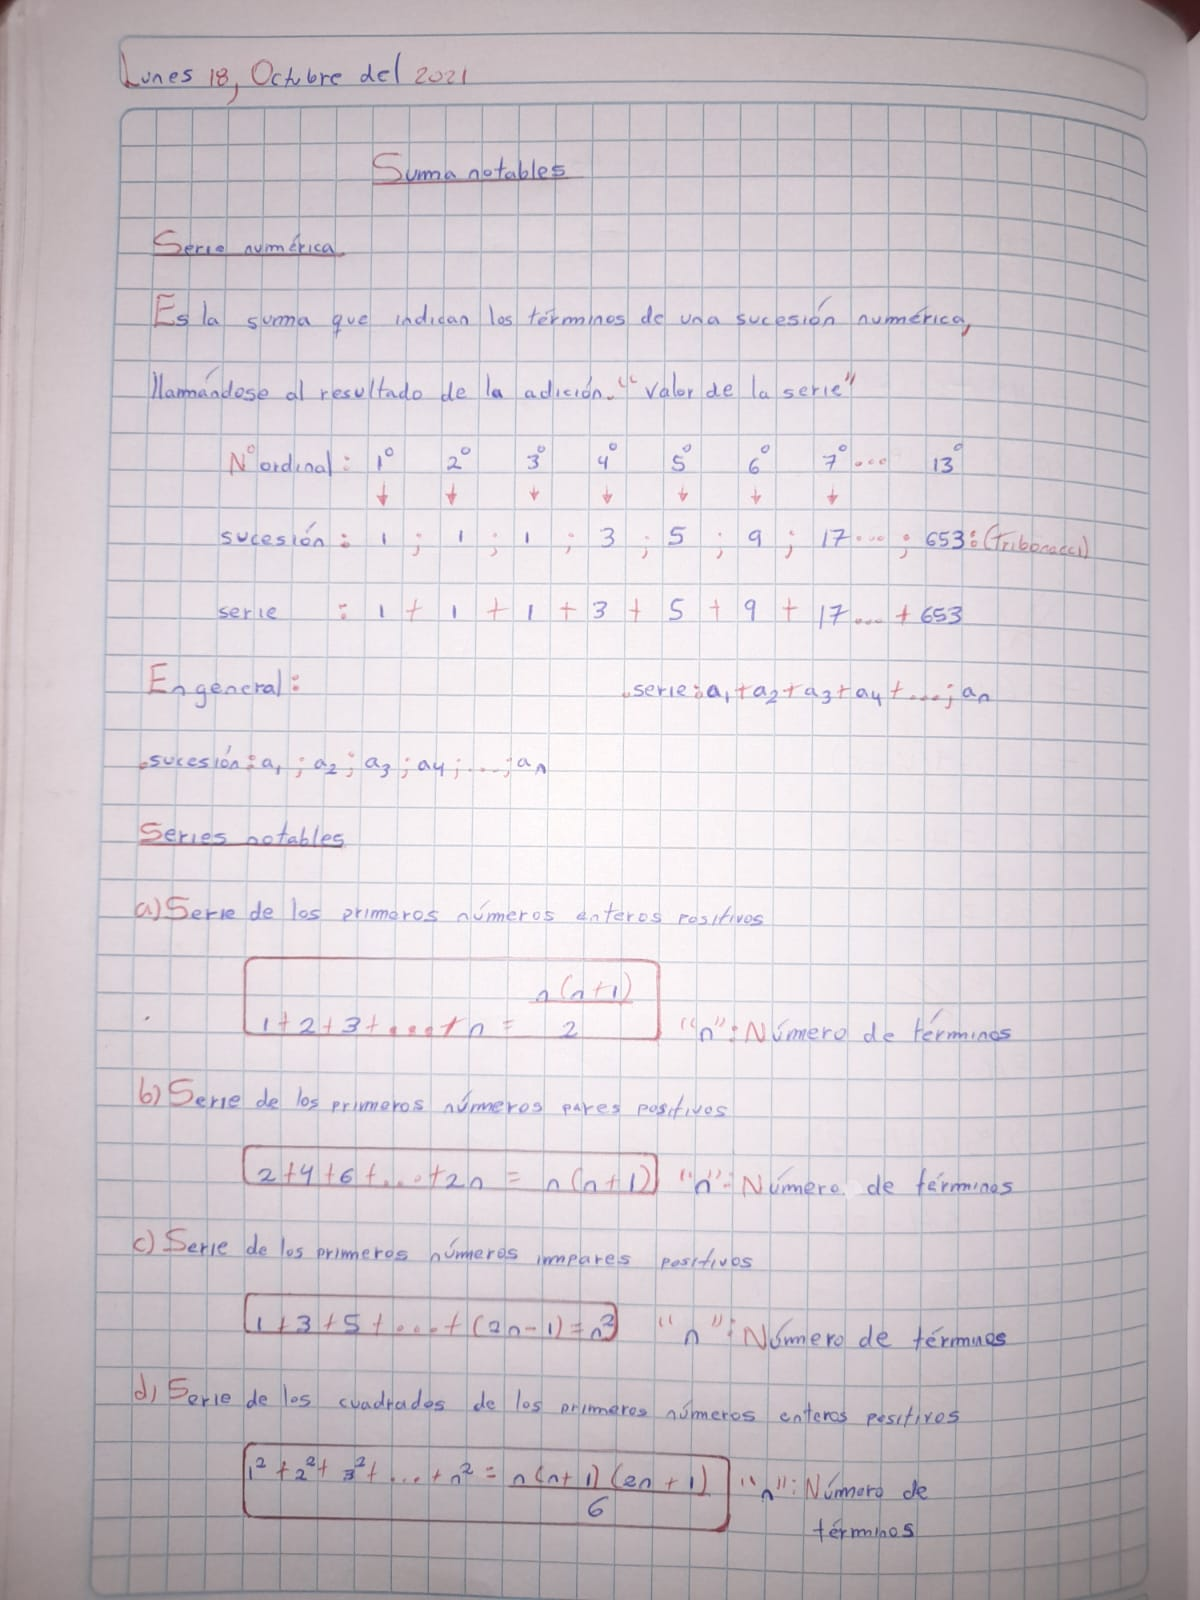 Lunes 18, Octubre del 2021
Suma notables
Serie numérica
Es la suma que indican los términos de una sucesión numérica,
llamándose al resultado de la adición. "valor de la serie"
N° ordinal: 1° 2° 3° 4° 5° 6° 7° ... 13°
↓ ↓ ↓ ↓ ↓ ↓ ↓
sucesión: 1 ; 1 ; 1 ; 3 ; 5 ; 9 ; 17 ... ; 653: (Tribonacci)
serie : 1 + 1 + 1 + 3 + 5 + 9 + 17 ... + 653
En general:
.serie: a₁+a₂+a₃+a₄+...; aₙ
.sucesión: a₁ ; a₂ ; a₃ ; a₄ ; ... ; aₙ
Series notables
a) Serie de los primeros números enteros positivos
1+2+3+....+n = n(n+1)/2 "n": Número de términos
b) Serie de los primeros números pares positivos
2+4+6+...+2n = n(n+1) "n": Número de términos
c) Serie de los primeros números impares positivos
1+3+5+....+(2n-1)=n² "n": Número de términos
d) Serie de los cuadrados de los primeros números enteros positivos
1²+2²+3²+...+n² = n(n+1)(2n+1)/6 "n": Número de
términos